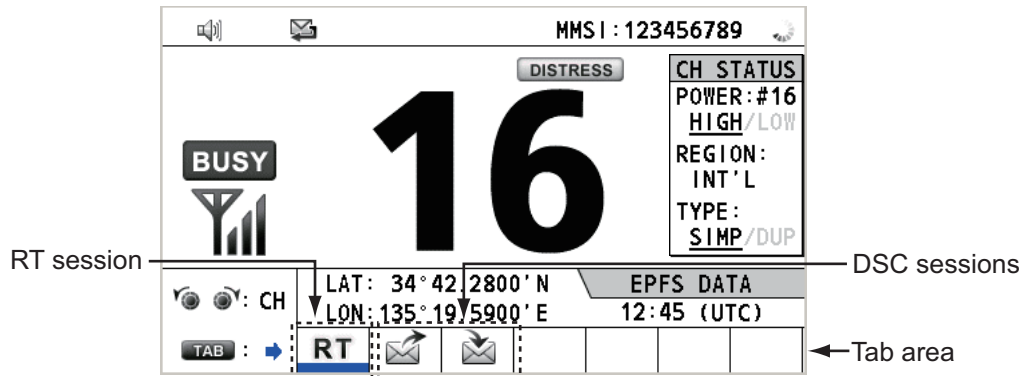 MMSI:123456789
DISTRESS
16
BUSY
CH STATUS
POWER:#16
HIGH/LOW
REGION:
INT'L
TYPE:
SIMP/DUP
RT session
DSC sessions
: CH
LAT: 34°42.2800'N
EPFS DATA
LON:135°19.5900'E
12:45 (UTC)
TAB :
RT
Tab area